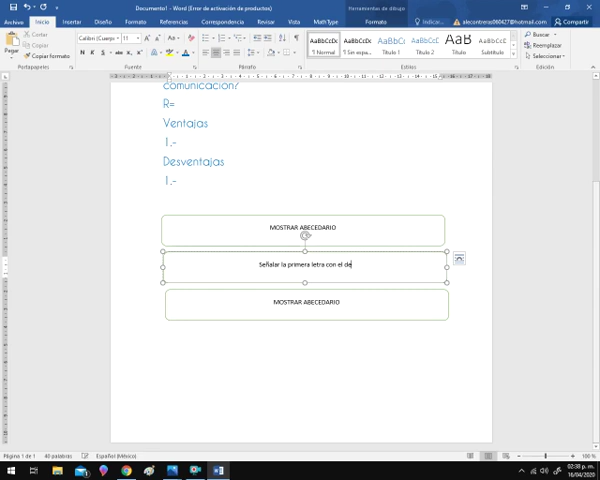 Documento1 - Word (Error de activación de productos)
Herramientas de dibujo
Archivo Inicio Insertar Diseño Formato Referencias Correspondencia Revisar Vista MathType Formato Indicar... alecontreras080427@hotmail.com Compartir
Pegar
Cortar
Copiar
Copiar formato
Portapapeles
Calibri (Cuerpo) 11
N K S
Fuente
Párrafo
AaBbCcDc AaBbCcDc AaBbCc AaBbCcC AaB AaBbCcC
¶ Normal ¶ Sin espa... Título 1 Título 2 Título Subtítulo
Estilos
Buscar
Reemplazar
Seleccionar
Edición
comunicación?
R=
Ventajas
1.-
Desventajas
1.-
MOSTRAR ABECEDARIO
Señalar la primera letra con el de
MOSTRAR ABECEDARIO
Página 1 de 1 40 palabras Español (México) 100 %
02:38 p. m.
16/04/2020